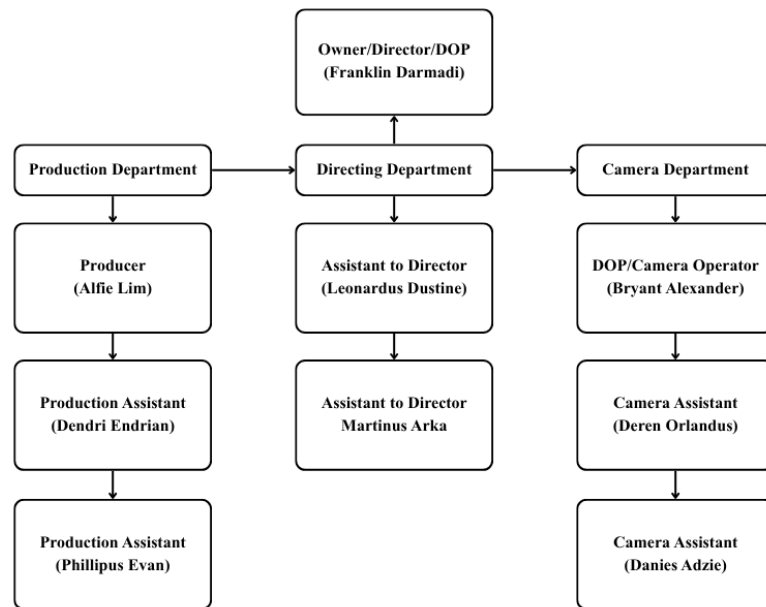 Owner/Director/DOP
(Franklin Darmadi)
Production Department
Directing Department
Camera Department
Producer
(Alfie Lim)
Assistant to Director
(Leonardus Dustine)
DOP/Camera Operator
(Bryant Alexander)
Production Assistant
(Dendri Endrian)
Assistant to Director
Martinus Arka
Camera Assistant
(Deren Orlandus)
Production Assistant
(Phillipus Evan)
Camera Assistant
(Danies Adzie)